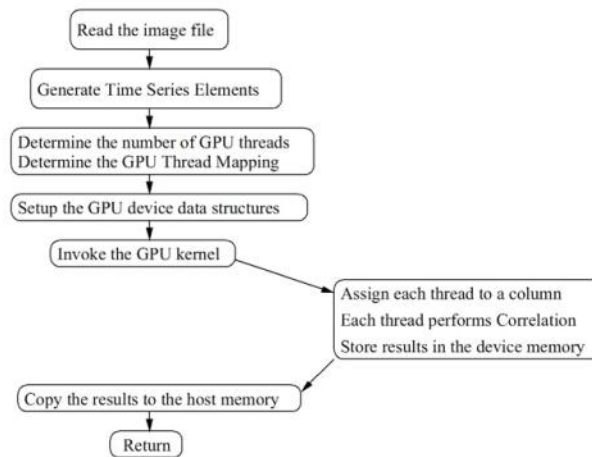 Read the image file
Generate Time Series Elements
Determine the number of GPU threads
Determine the GPU Thread Mapping
Setup the GPU device data structures
Invoke the GPU kernel
Assign each thread to a column
Each thread performs Correlation
Store results in the device memory
Copy the results to the host memory
Return